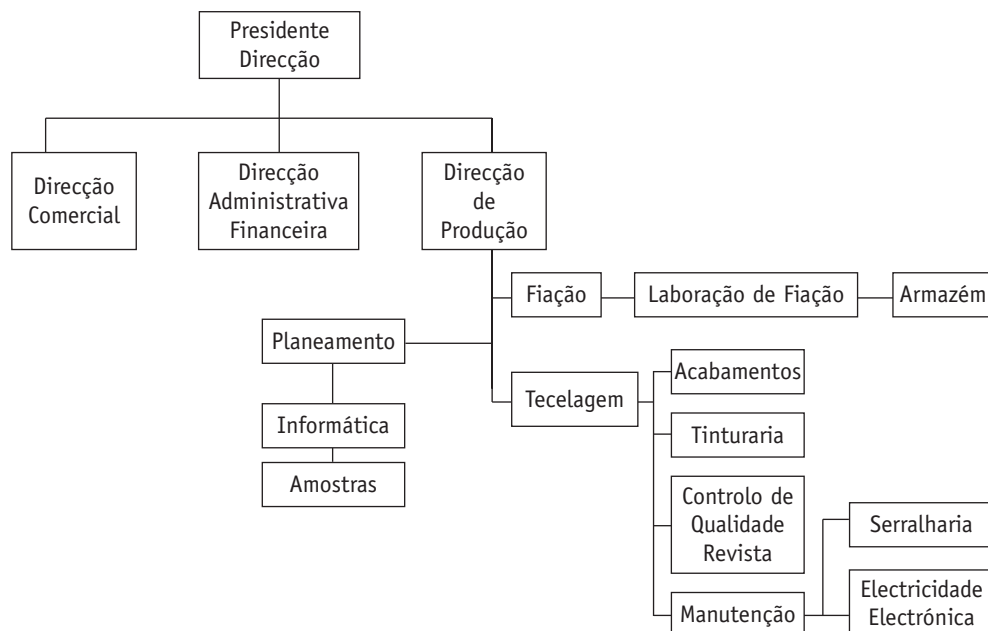 Presidente
Direcção
Direcção
Comercial
Direcção
Administrativa
Financeira
Direcção
de
Produção
Fiação
Laboração de Fiação
Armazém
Planeamento
Informática
Amostras
Tecelagem
Acabamentos
Tinturaria
Controlo de
Qualidade
Revista
Manutenção
Serralharia
Electricidade
Electrónica